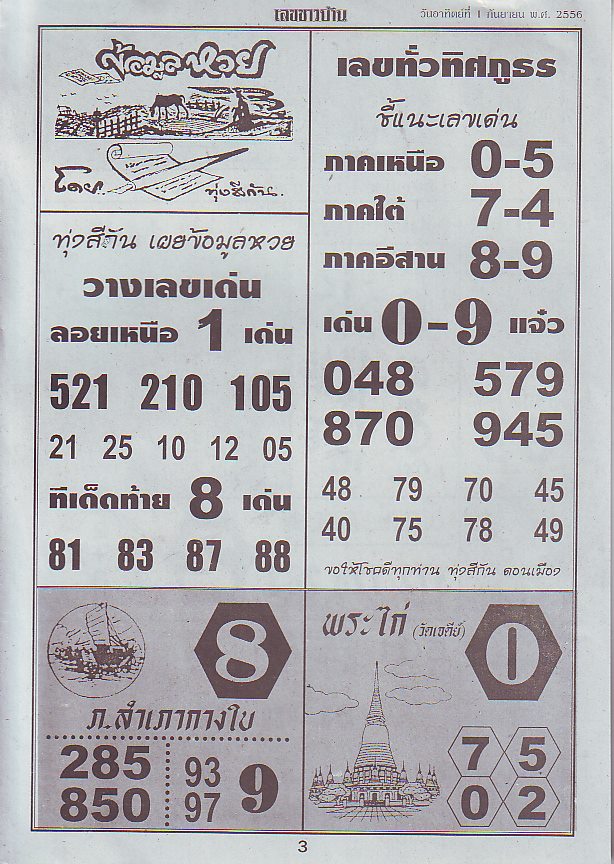 เลขชาวบ้าน
วันอาทิตย์ที่ 1 กันยายน พ.ศ. 2556
ข้อมูลหวย
โดย.
ทุ่งสีกัน.
ทุ่งสีกัน เผยข้อมูลหวย
วางเลขเด่น
ลอยเหนือ 1 เด่น
521 210 105
21 25 10 12 05
ทีเด็ดท้าย 8 เด่น
81 83 87 88
เลขทั่วทิศภูธร
ชี้แนะเลขเด่น
ภาคเหนือ 0-5
ภาคใต้ 7-4
ภาคอีสาน 8-9
เด่น 0-9 แจ๋ว
048 579
870 945
48 79 70 45
40 75 78 49
ขอให้โชคดีทุกท่าน ทุ่งสีกัน ดอนเมือง
8
ภ.สำเภากางใบ
285
850
93
97
9
พระไก่ (วัดเจดีย์)
0
7 5
0 2
3